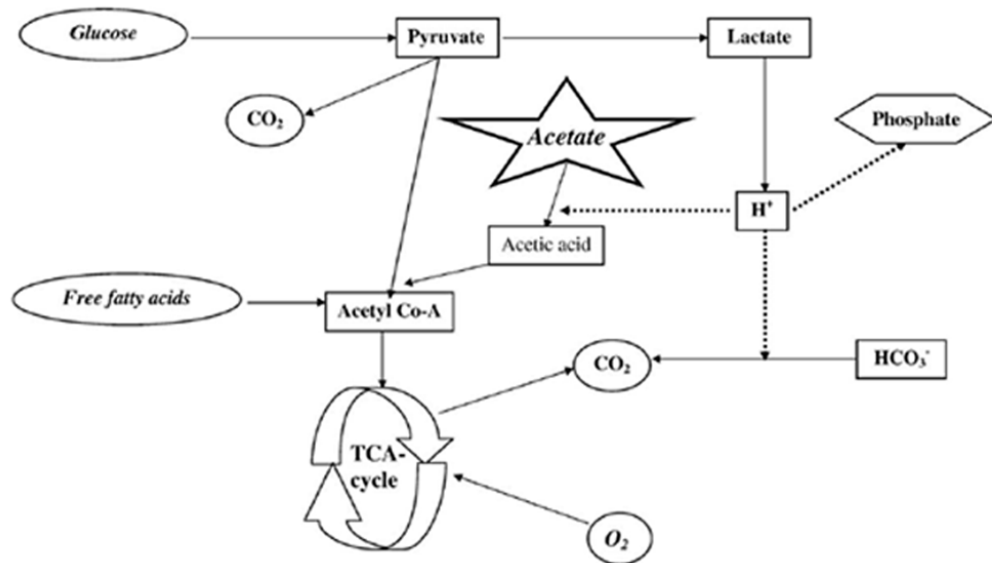 Glucose
Pyruvate
Lactate
CO₂
Acetate
Phosphate
H⁺
Acetic acid
Free fatty acids
Acetyl Co-A
CO₂
HCO₃⁻
TCA-
cycle
O₂